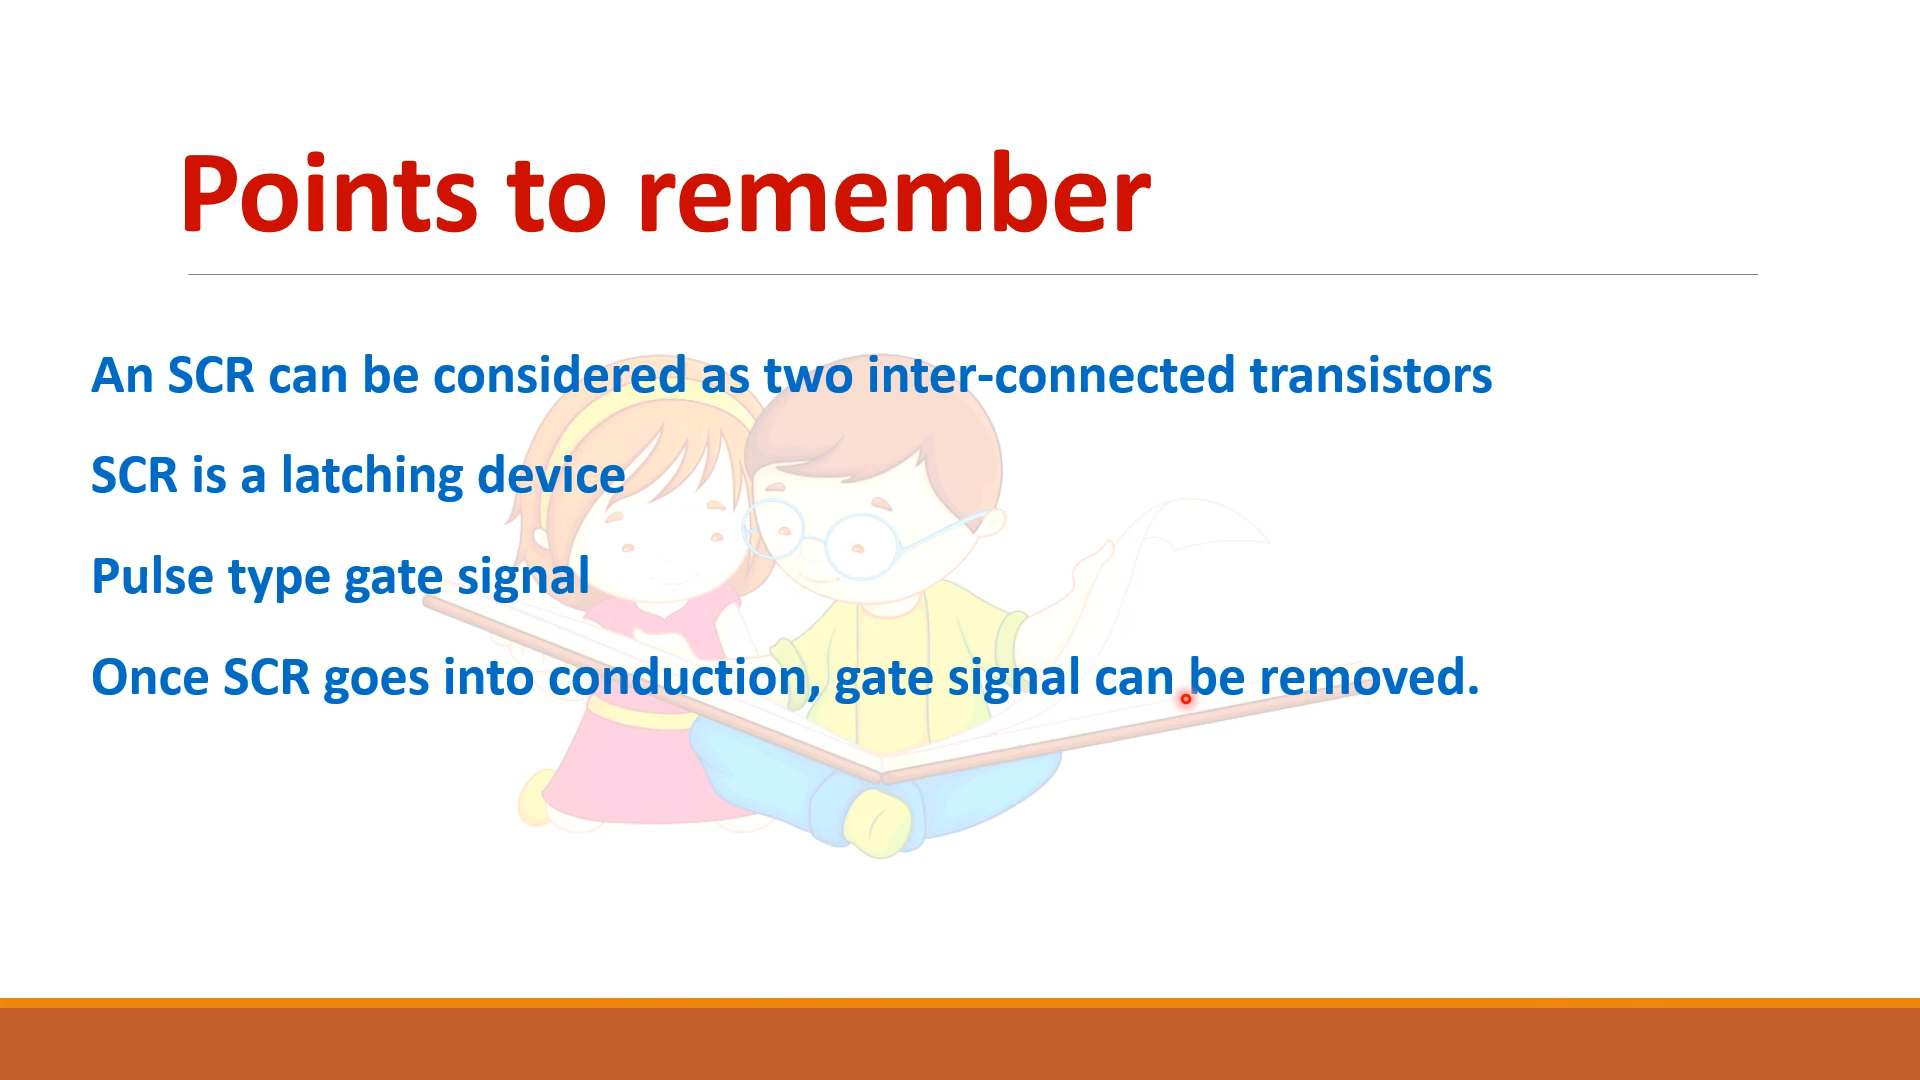 Points to remember
An SCR can be considered as two inter-connected transistors
SCR is a latching device
Pulse type gate signal
Once SCR goes into conduction, gate signal can be removed.